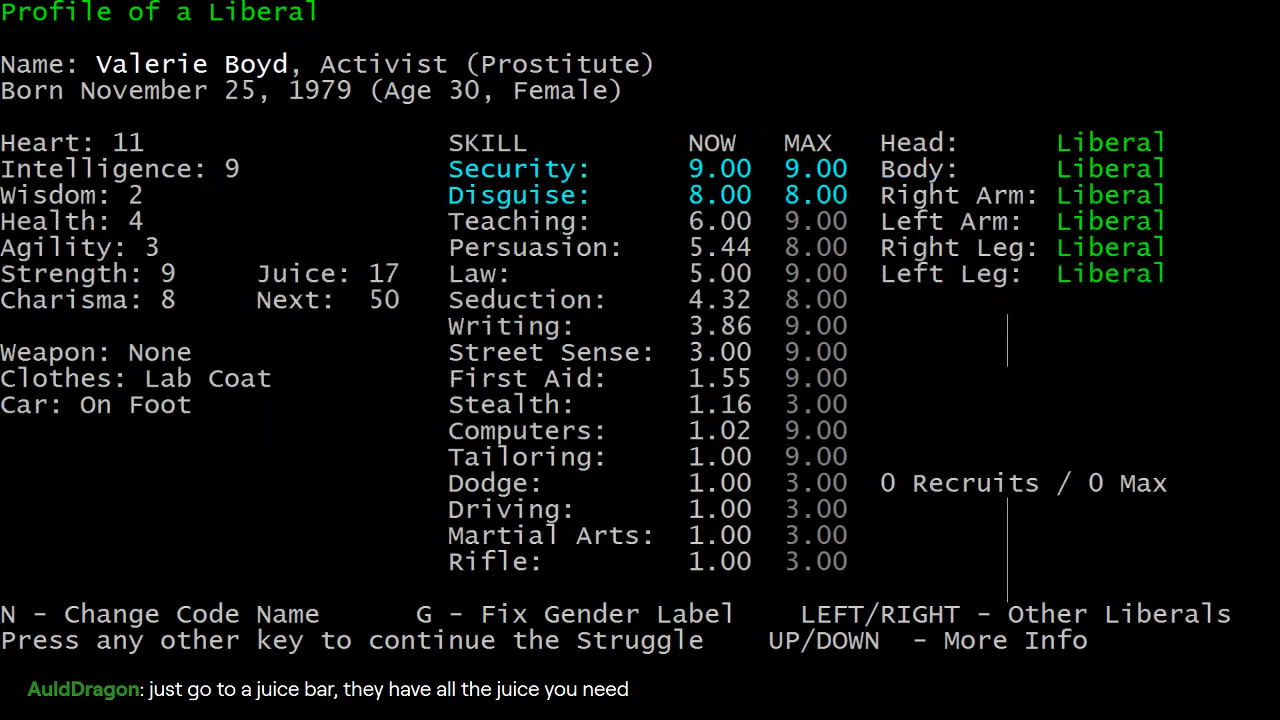 Profile of a Liberal
Name: Valerie Boyd, Activist (Prostitute)
Born November 25, 1979 (Age 30, Female)
Heart: 11 SKILL NOW MAX Head: Liberal
Intelligence: 9 Security: 9.00 9.00 Body: Liberal
Wisdom: 2 Disguise: 8.00 8.00 Right Arm: Liberal
Health: 4 Teaching: 6.00 9.00 Left Arm: Liberal
Agility: 3 Persuasion: 5.44 8.00 Right Leg: Liberal
Strength: 9 Juice: 17 Law: 5.00 9.00 Left Leg: Liberal
Charisma: 8 Next: 50 Seduction: 4.32 8.00
Writing: 3.86 9.00
Weapon: None Street Sense: 3.00 9.00
Clothes: Lab Coat First Aid: 1.55 9.00
Car: On Foot Stealth: 1.16 3.00
Computers: 1.02 9.00
Tailoring: 1.00 9.00
Dodge: 1.00 3.00 0 Recruits / 0 Max
Driving: 1.00 3.00
Martial Arts: 1.00 3.00
Rifle: 1.00 3.00
N - Change Code Name G - Fix Gender Label LEFT/RIGHT - Other Liberals
Press any other key to continue the Struggle UP/DOWN - More Info
AuldDragon: just go to a juice bar, they have all the juice you need